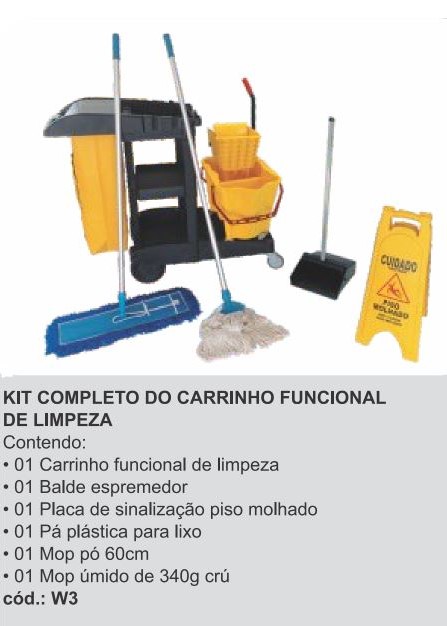 CUIDADO
PISO
MOLHADO
KIT COMPLETO DO CARRINHO FUNCIONAL
DE LIMPEZA
Contendo:
• 01 Carrinho funcional de limpeza
• 01 Balde espremedor
• 01 Placa de sinalização piso molhado
• 01 Pá plástica para lixo
• 01 Mop pó 60cm
• 01 Mop úmido de 340g crú
cód.: W3